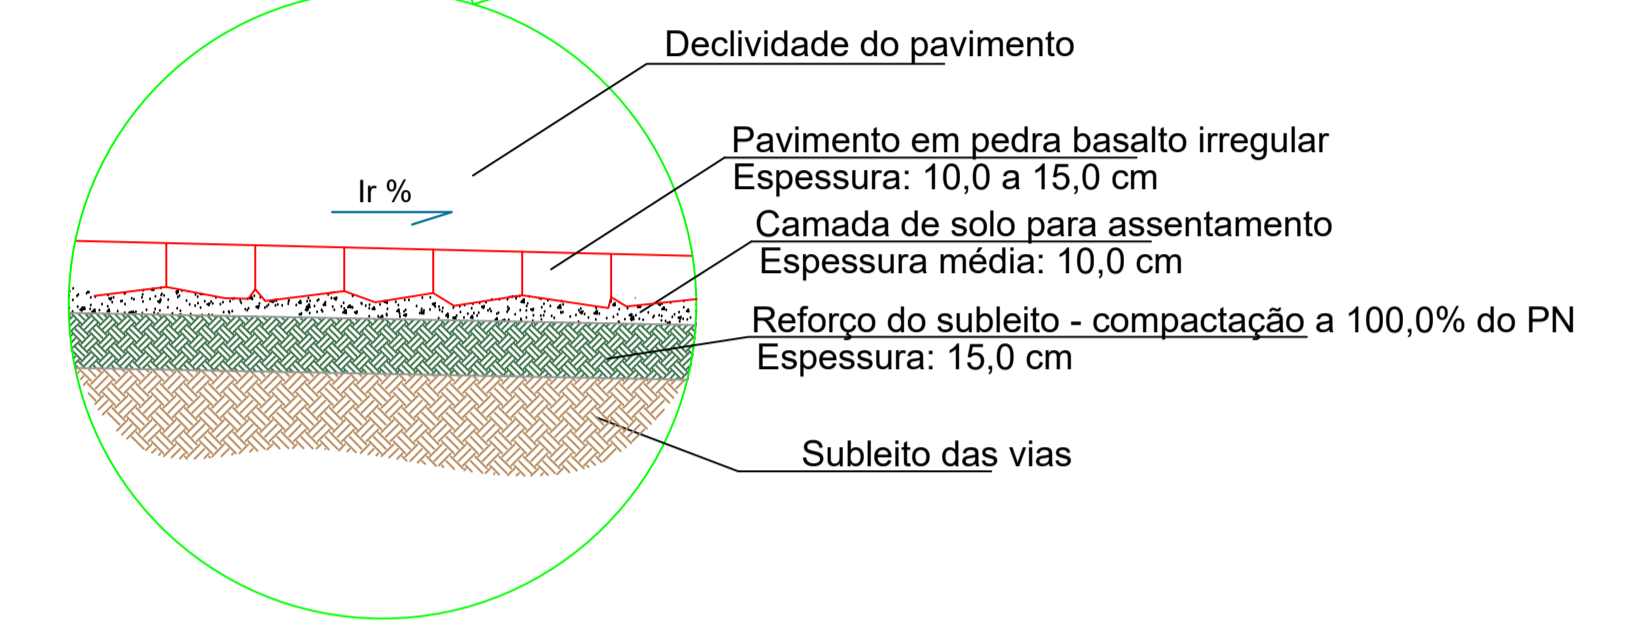 Declividade do pavimento
Ir %
Pavimento em pedra basalto irregular
Espessura: 10,0 a 15,0 cm
Camada de solo para assentamento
Espessura média: 10,0 cm
Reforço do subleito - compactação a 100,0% do PN
Espessura: 15,0 cm
Subleito das vias